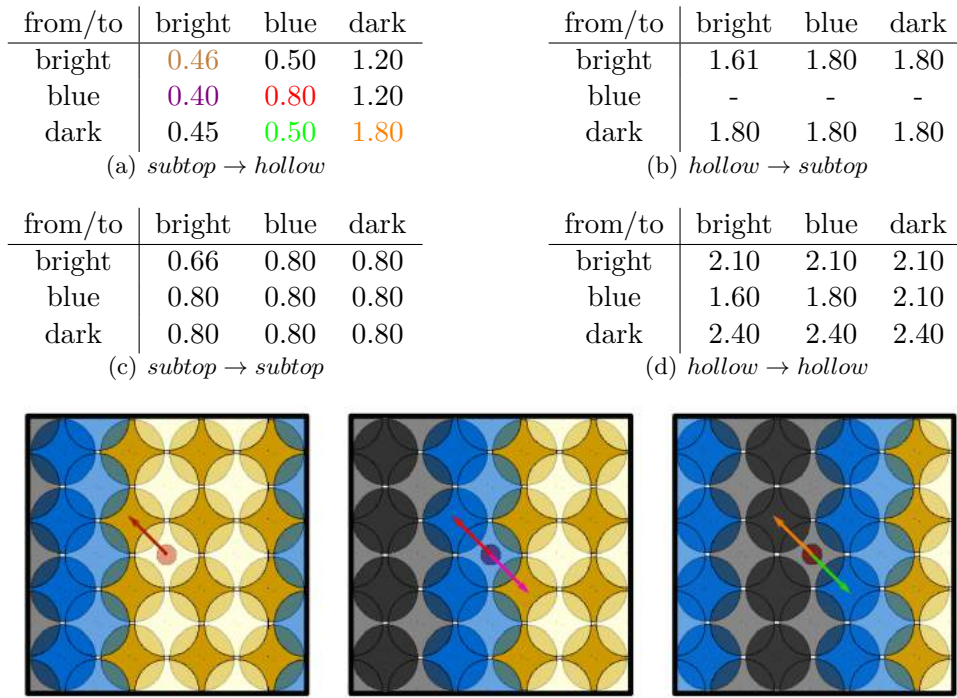 from/to bright blue dark
bright 0.46 0.50 1.20
blue 0.40 0.80 1.20
dark 0.45 0.50 1.80
(a) subtop → hollow
from/to bright blue dark
bright 1.61 1.80 1.80
blue - - -
dark 1.80 1.80 1.80
(b) hollow → subtop
from/to bright blue dark
bright 0.66 0.80 0.80
blue 0.80 0.80 0.80
dark 0.80 0.80 0.80
(c) subtop → subtop
from/to bright blue dark
bright 2.10 2.10 2.10
blue 1.60 1.80 2.10
dark 2.40 2.40 2.40
(d) hollow → hollow